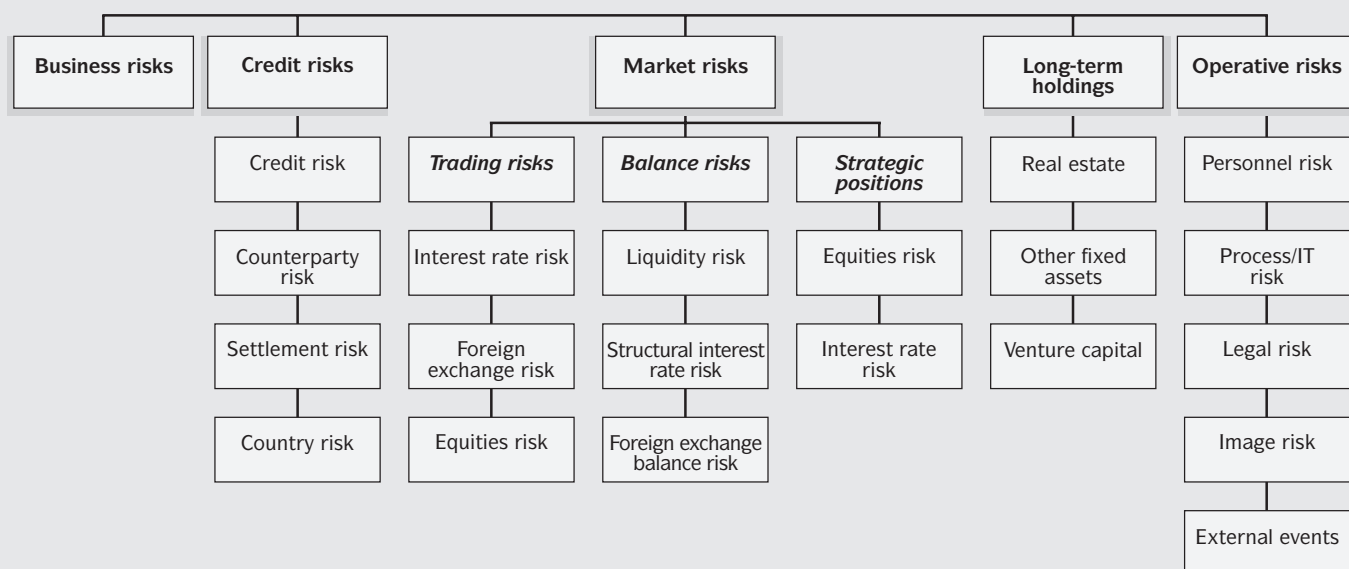 Business risks
Credit risks
Market risks
Long-term
holdings
Operative risks
Credit risk
Counterparty
risk
Settlement risk
Country risk
Trading risks
Interest rate risk
Foreign
exchange risk
Equities risk
Balance risks
Liquidity risk
Structural interest
rate risk
Foreign exchange
balance risk
Strategic
positions
Equities risk
Interest rate
risk
Real estate
Other fixed
assets
Venture capital
Personnel risk
Process/IT
risk
Legal risk
Image risk
External events